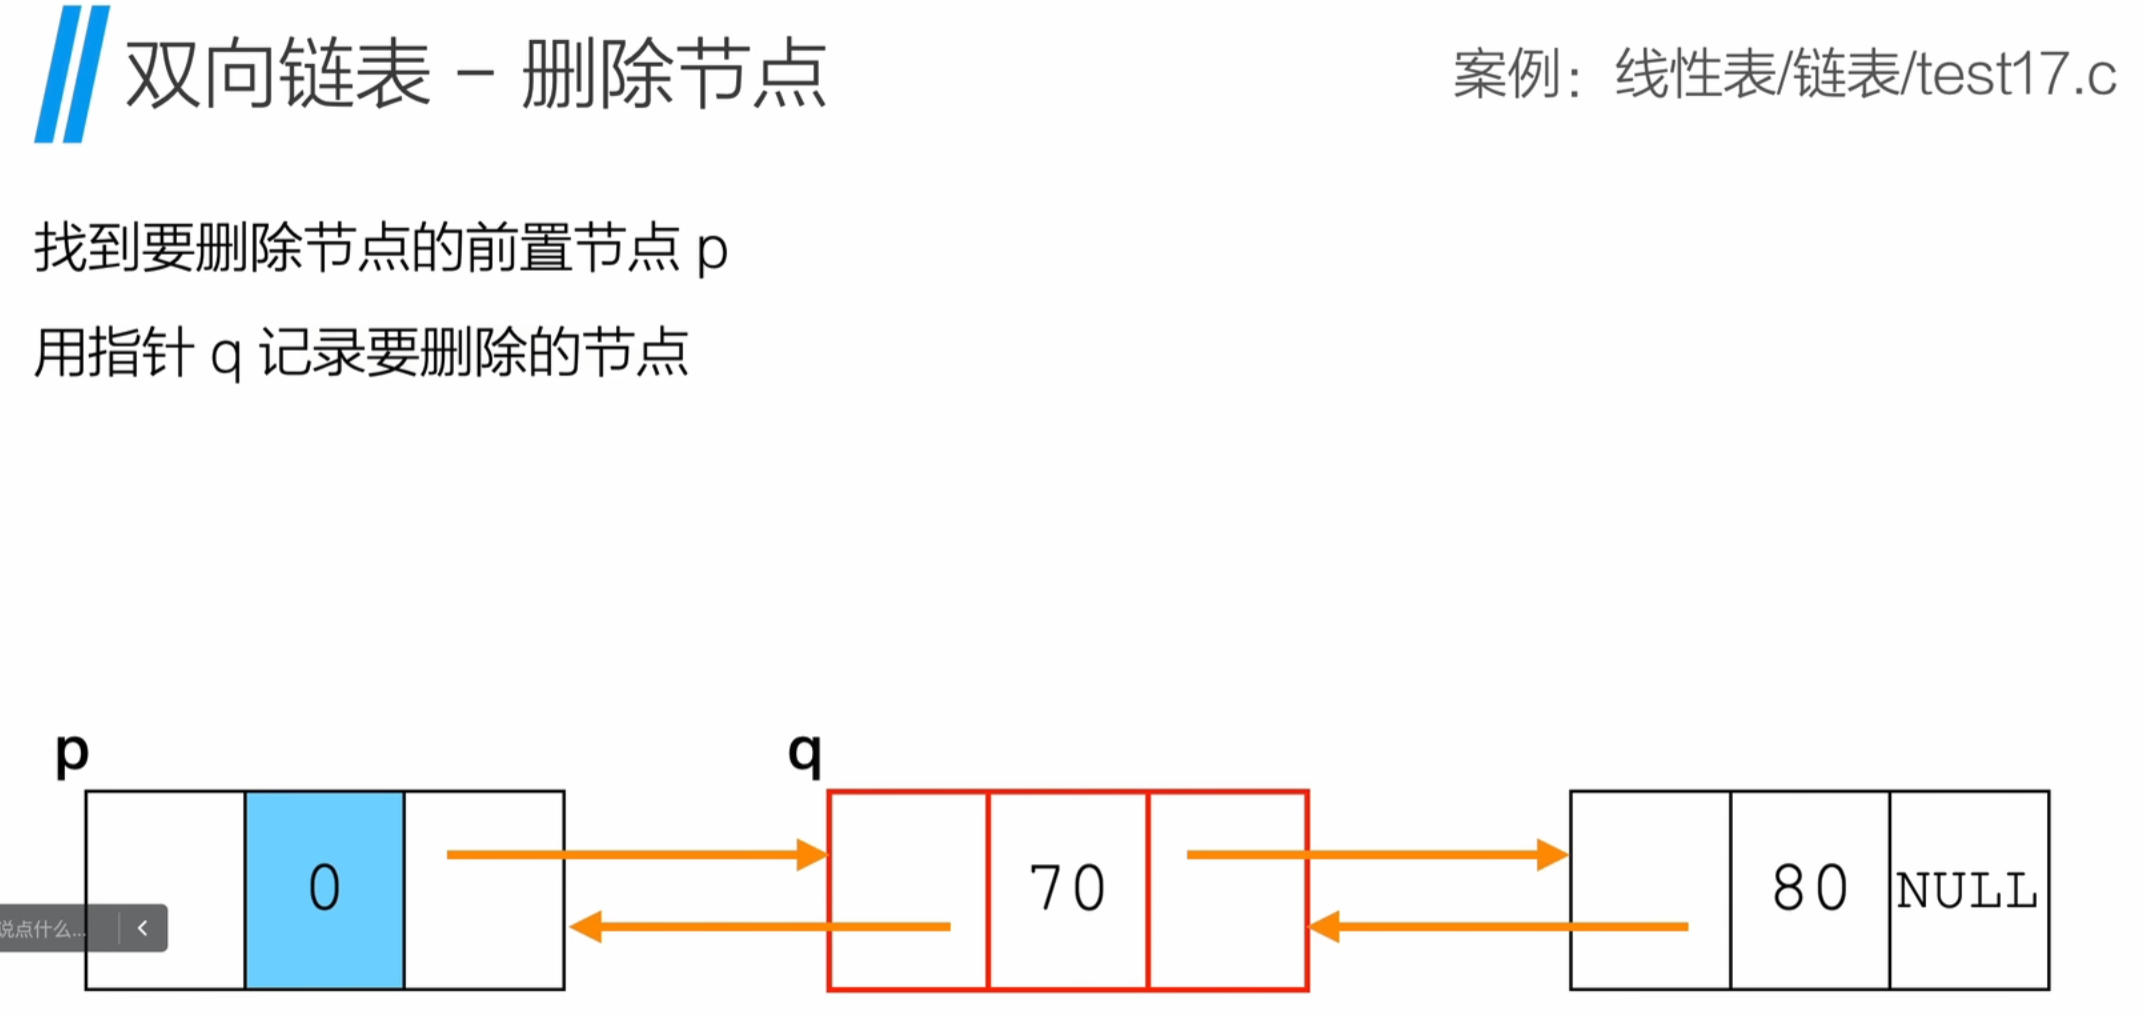 双向链表 - 删除节点
案例：线性表/链表/test17.c
找到要删除节点的前置节点 p
用指针 q 记录要删除的节点
p
q
0
70
80
NULL
说点什么...